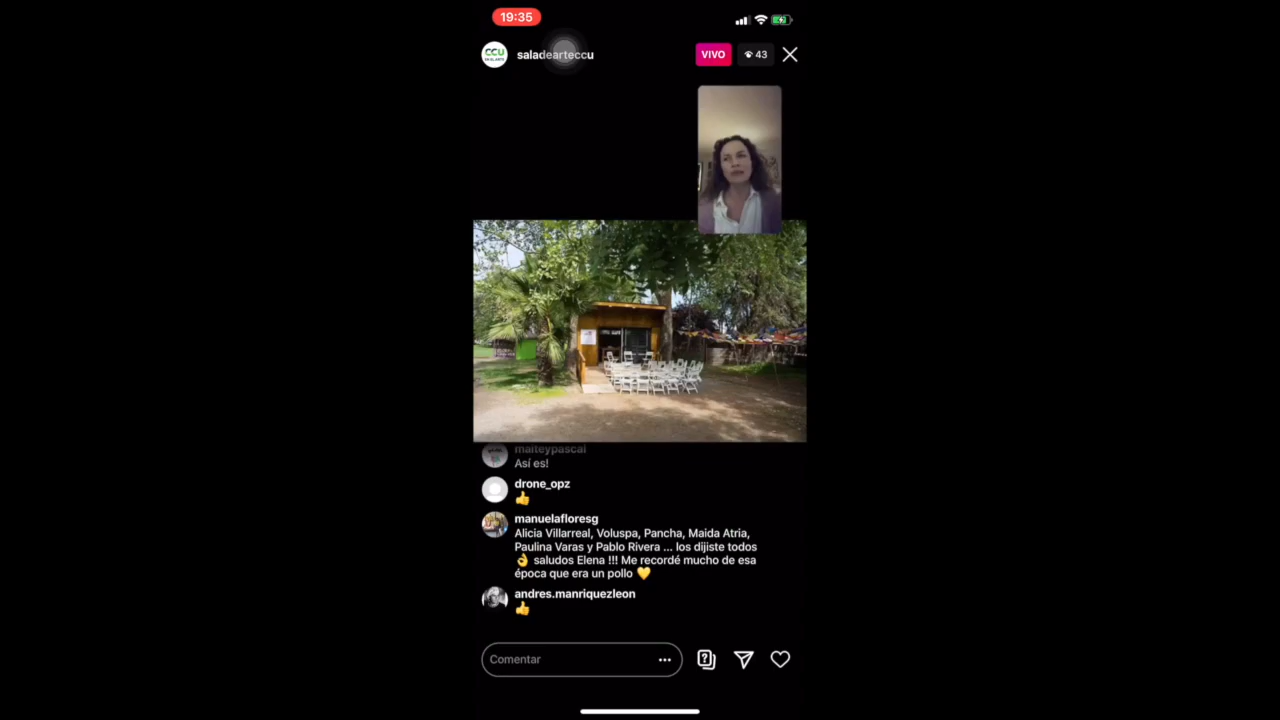 19:35
CCU
saladearteccu
VIVO
43
maiteypascal
Así es!
drone_opz
👍
manuelafloresg
Alicia Villarreal, Voluspa, Pancha, Maida Atria,
Paulina Varas y Pablo Rivera ... los dijiste todos
👌 saludos Elena !!! Me recordé mucho de esa
época que era un pollo 💛
andres.manriquezleon
👍
Comentar